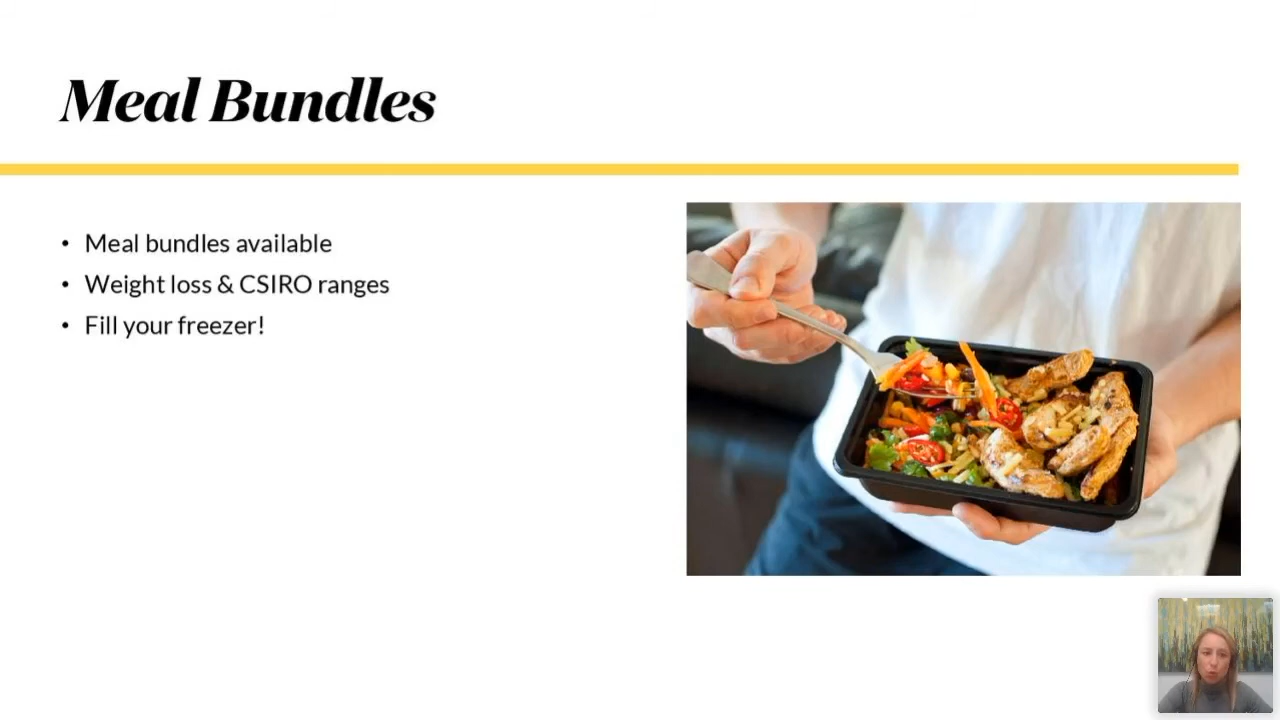 Meal Bundles
• Meal bundles available
• Weight loss & CSIRO ranges
• Fill your freezer!